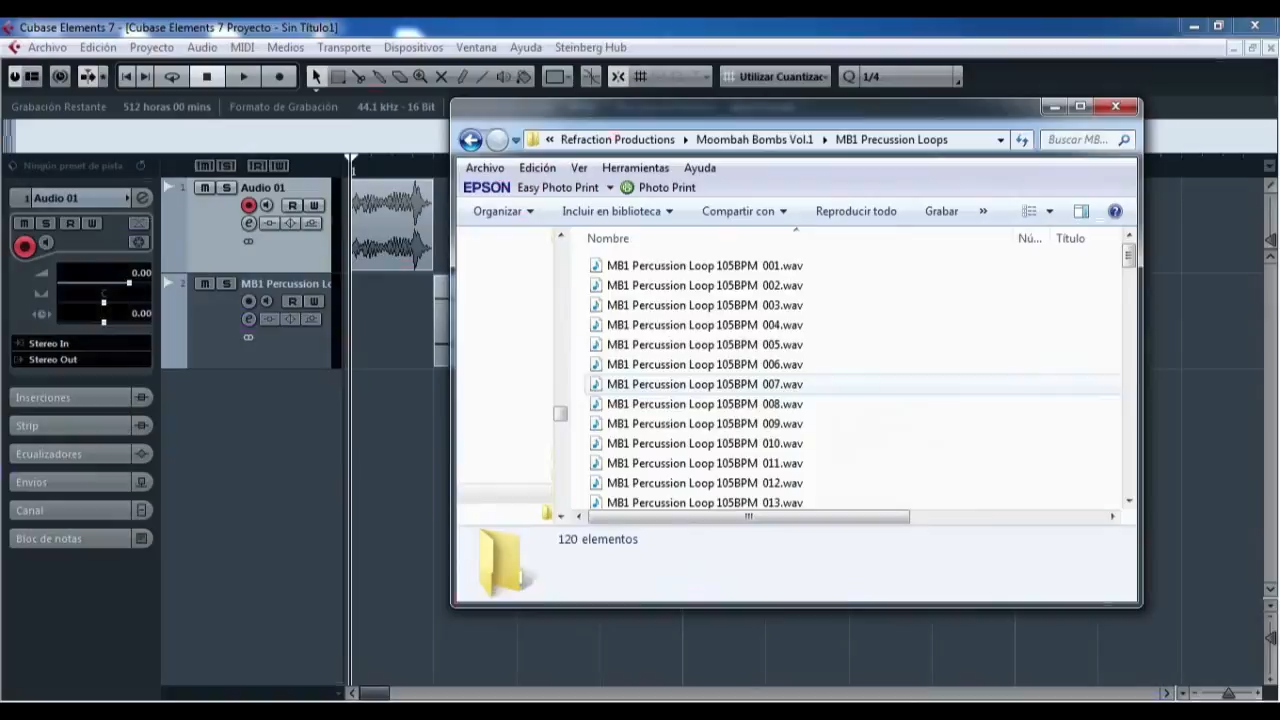 Cubase Elements 7 - [Cubase Elements 7 Proyecto - Sin Título1]
Archivo Edición Proyecto Audio MIDI Medios Transporte Dispositivos Ventana Ayuda Steinberg Hub
Utilizar Cuantizac
Q 1/4
Grabación Restante 512 horas 00 mins Formato de Grabación 44.1 kHz - 16 Bit
Ningún preset de pista
1 Audio 01
M S R W
0.00
C
0.00
Stereo In
Stereo Out
Inserciones
Strip
Ecualizadores
Envíos
Canal
Bloc de notas
M S R W
1
1 M S Audio 01
R W
e
2 M S MB1 Percussion Lo
R W
e
« Refraction Productions Moombah Bombs Vol.1 MB1 Precussion Loops
Buscar MB...
Archivo Edición Ver Herramientas Ayuda
EPSON Easy Photo Print Photo Print
Organizar Incluir en biblioteca Compartir con Reproducir todo Grabar »
Nombre Nú... Título
MB1 Percussion Loop 105BPM 001.wav
MB1 Percussion Loop 105BPM 002.wav
MB1 Percussion Loop 105BPM 003.wav
MB1 Percussion Loop 105BPM 004.wav
MB1 Percussion Loop 105BPM 005.wav
MB1 Percussion Loop 105BPM 006.wav
MB1 Percussion Loop 105BPM 007.wav
MB1 Percussion Loop 105BPM 008.wav
MB1 Percussion Loop 105BPM 009.wav
MB1 Percussion Loop 105BPM 010.wav
MB1 Percussion Loop 105BPM 011.wav
MB1 Percussion Loop 105BPM 012.wav
MB1 Percussion Loop 105BPM 013.wav
120 elementos